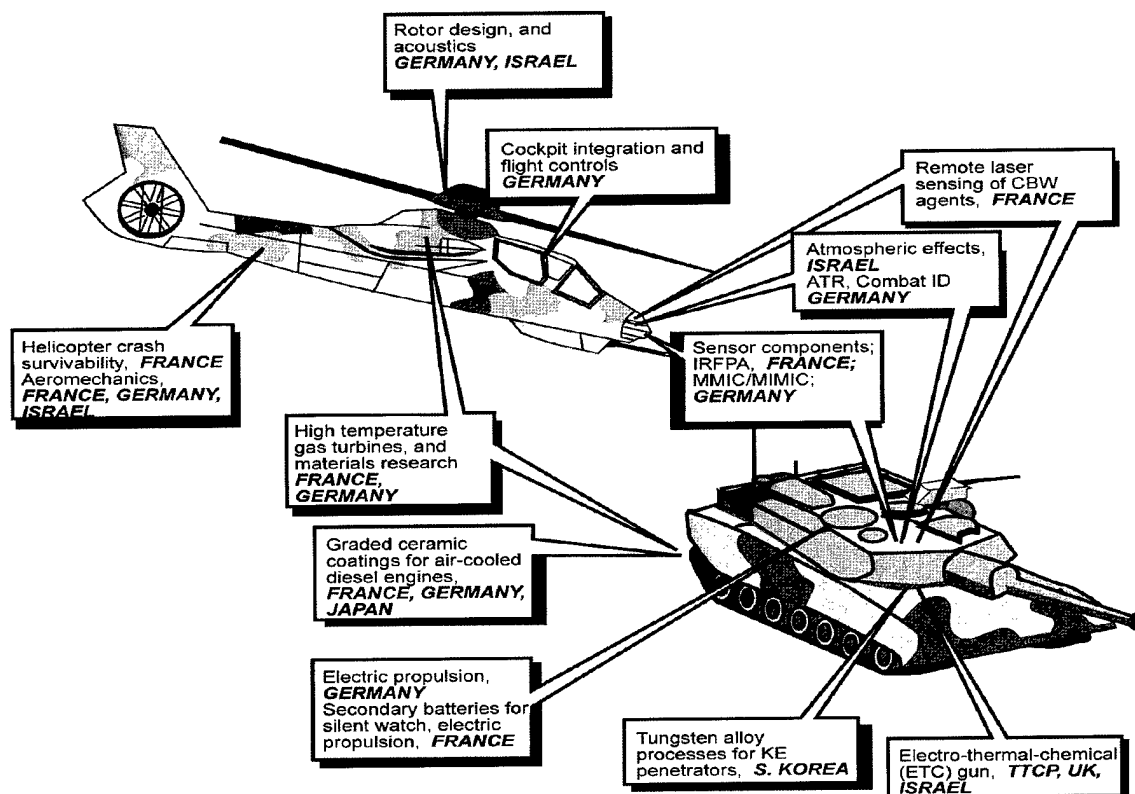 Rotor design, and
acoustics
GERMANY, ISRAEL
Cockpit integration and
flight controls
GERMANY
Remote laser
sensing of CBW
agents, FRANCE
Atmospheric effects,
ISRAEL
ATR, Combat ID
GERMANY
Helicopter crash
survivability, FRANCE
Aeromechanics,
FRANCE, GERMANY,
ISRAEL
Sensor components;
IRFPA, FRANCE;
MMIC/MIMIC;
GERMANY
High temperature
gas turbines, and
materials research
FRANCE,
GERMANY
Graded ceramic
coatings for air-cooled
diesel engines,
FRANCE, GERMANY,
JAPAN
Electric propulsion,
GERMANY
Secondary batteries for
silent watch, electric
propulsion, FRANCE
Tungsten alloy
processes for KE
penetrators, S. KOREA
Electro-thermal-chemical
(ETC) gun, TTCP, UK,
ISRAEL